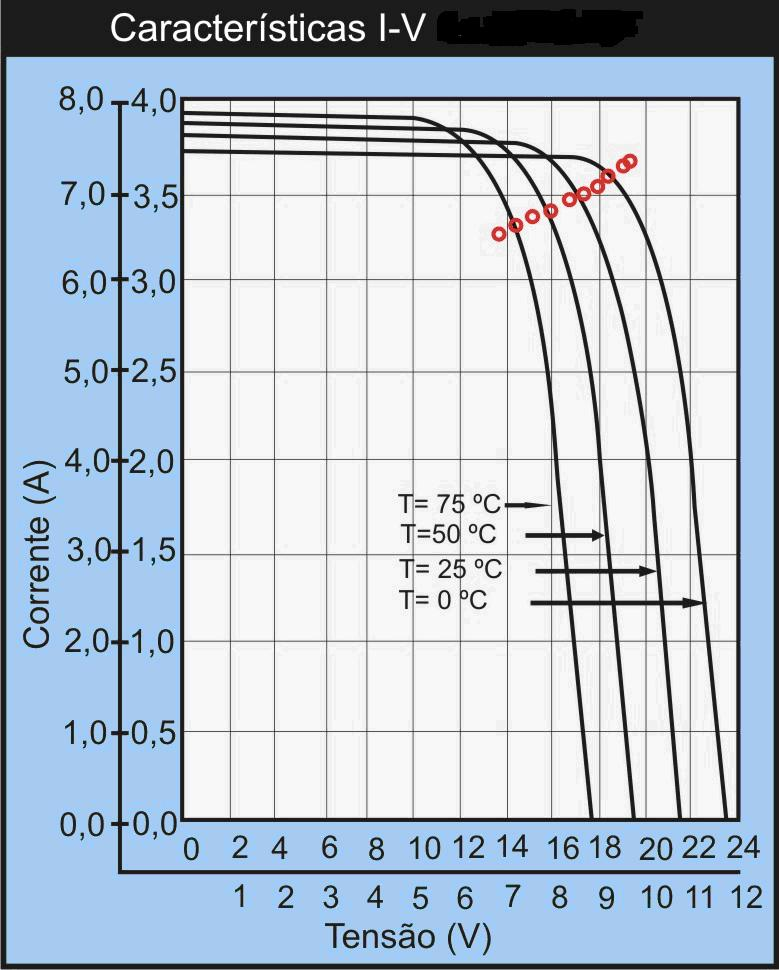 Características I-V
8,0 4,0
7,0 3,5
6,0 3,0
5,0 2,5
4,0 2,0
3,0 1,5
2,0 1,0
1,0 0,5
0,0 0,0
Corrente (A)
T= 75 ºC
T=50 ºC
T= 25 ºC
T= 0 ºC
0 2 4 6 8 10 12 14 16 18 20 22 24
1 2 3 4 5 6 7 8 9 10 11 12
Tensão (V)